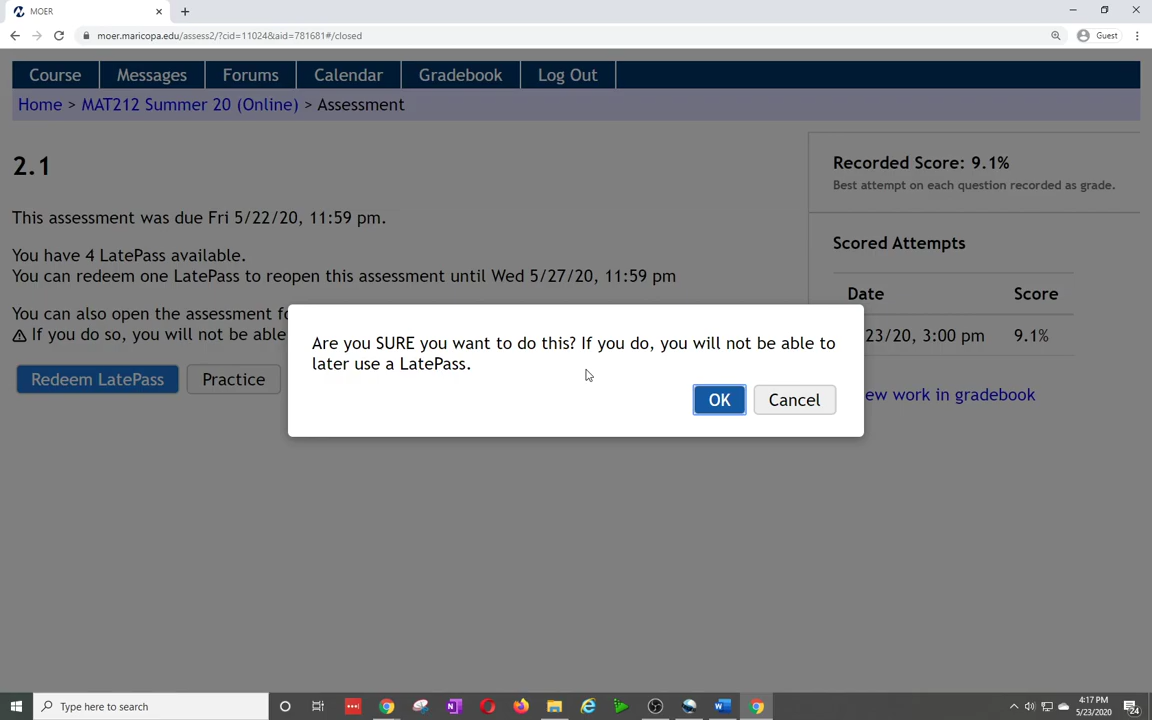 MOER
moer.maricopa.edu/assess2/?cid=11024&aid=781681#/closed
Guest
Course Messages Forums Calendar Gradebook Log Out
Home > MAT212 Summer 20 (Online) > Assessment
2.1
Recorded Score: 9.1%
Best attempt on each question recorded as grade.
This assessment was due Fri 5/22/20, 11:59 pm.
Scored Attempts
You have 4 LatePass available.
You can redeem one LatePass to reopen this assessment until Wed 5/27/20, 11:59 pm
Date Score
You can also open the assessment fo
⚠ If you do so, you will not be able
23/20, 3:00 pm 9.1%
Are you SURE you want to do this? If you do, you will not be able to
later use a LatePass.
Redeem LatePass Practice
ew work in gradebook
OK Cancel
Type here to search
4:17 PM
5/23/2020
24